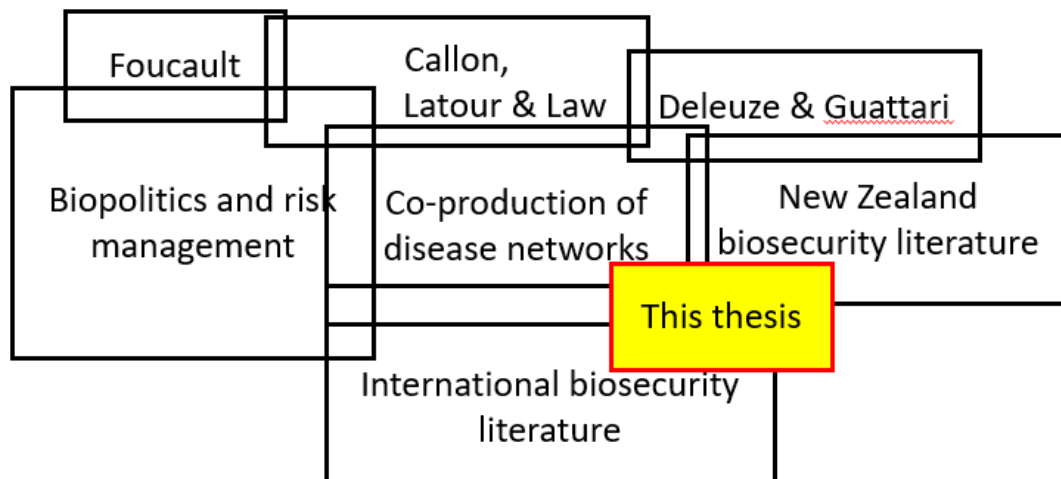 Foucault
Callon,
Latour & Law
Deleuze & Guattari
Biopolitics and risk
management
Co-production of
disease networks
New Zealand
biosecurity literature
This thesis
International biosecurity
literature